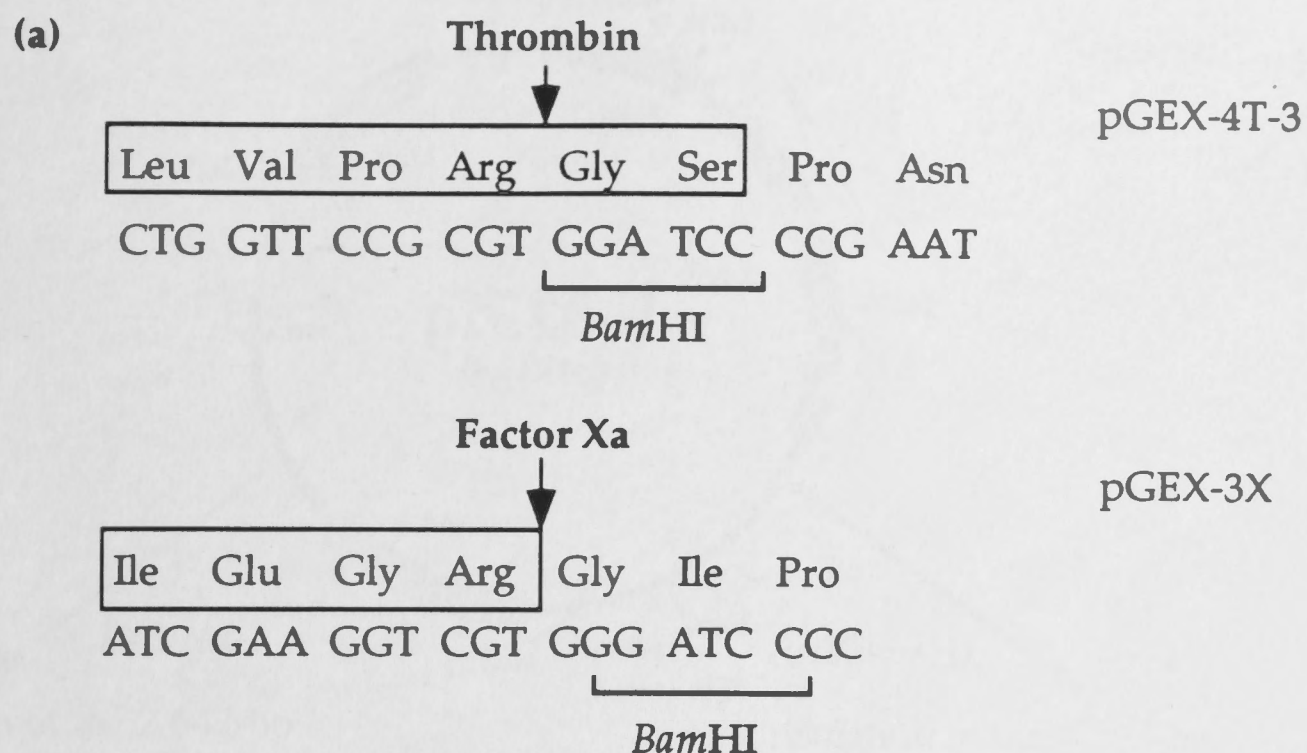 (a)
Thrombin
pGEX-4T-3
Leu Val Pro Arg Gly Ser Pro Asn
CTG GTT CCG CGT GGA TCC CCG AAT
BamHI
Factor Xa
pGEX-3X
Ile Glu Gly Arg Gly Ile Pro
ATC GAA GGT CGT GGG ATC CCC
BamHI